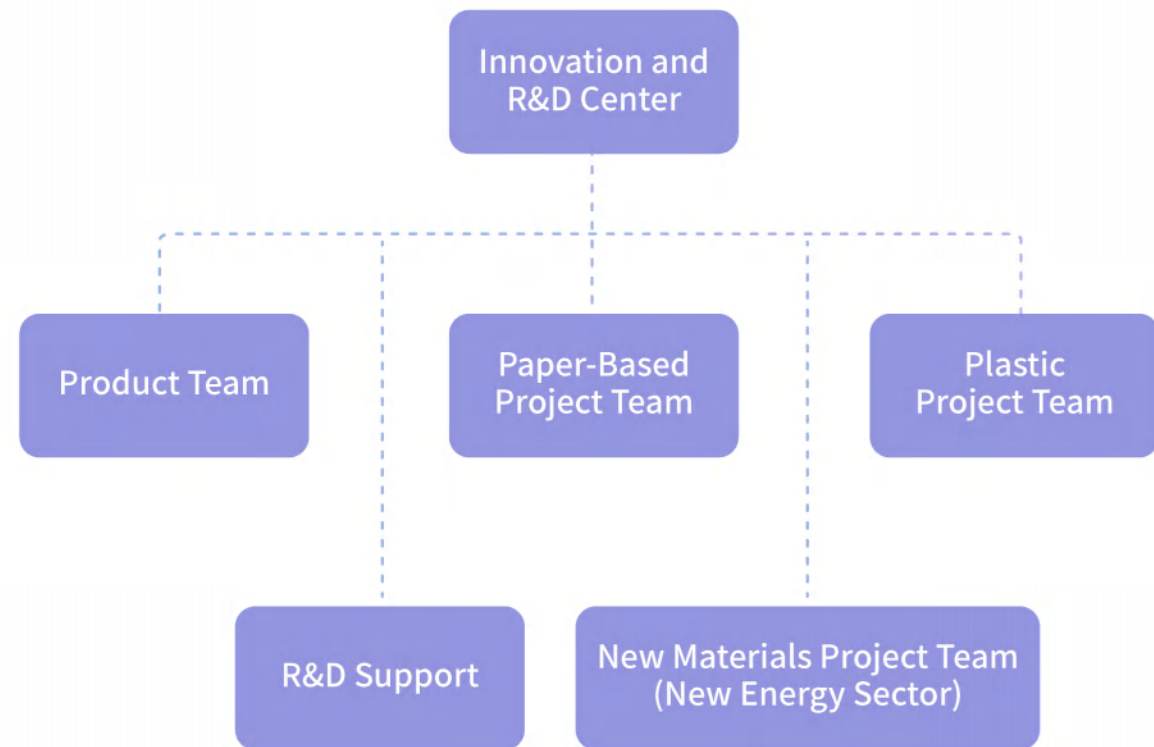 Innovation and
R&D Center
Product Team
Paper-Based
Project Team
Plastic
Project Team
R&D Support
New Materials Project Team
(New Energy Sector)